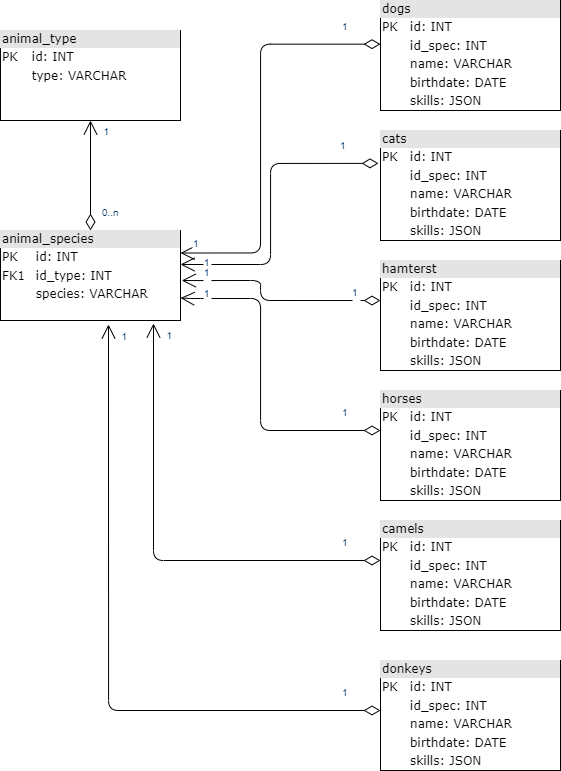 animal_type
PK id: INT
type: VARCHAR
1
0..n
animal_species
PK id: INT
FK1 id_type: INT
species: VARCHAR
1
1
1
1
1
1
1
dogs
PK id: INT
id_spec: INT
name: VARCHAR
birthdate: DATE
skills: JSON
1
cats
PK id: INT
id_spec: INT
name: VARCHAR
birthdate: DATE
skills: JSON
1
hamterst
PK id: INT
id_spec: INT
name: VARCHAR
birthdate: DATE
skills: JSON
1
horses
PK id: INT
id_spec: INT
name: VARCHAR
birthdate: DATE
skills: JSON
1
camels
PK id: INT
id_spec: INT
name: VARCHAR
birthdate: DATE
skills: JSON
1
donkeys
PK id: INT
id_spec: INT
name: VARCHAR
birthdate: DATE
skills: JSON